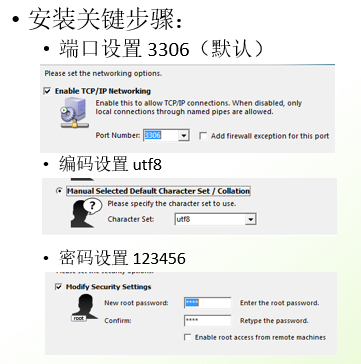 • 安装关键步骤：
• 端口设置 3306（默认）
Please set the networking options.
Enable TCP/IP Networking
Enable this to allow TCP/IP connections. When disabled, only
local connections through named pipes are allowed.
Port Number: 3306 Add firewall exception for this port
• 编码设置 utf8
Manual Selected Default Character Set / Collation
Please specify the character set to use.
Character Set: utf8
• 密码设置 123456
Modify Security Settings
New root password: **** Enter the root password.
root
Confirm: **** Retype the password.
Enable root access from remote machines